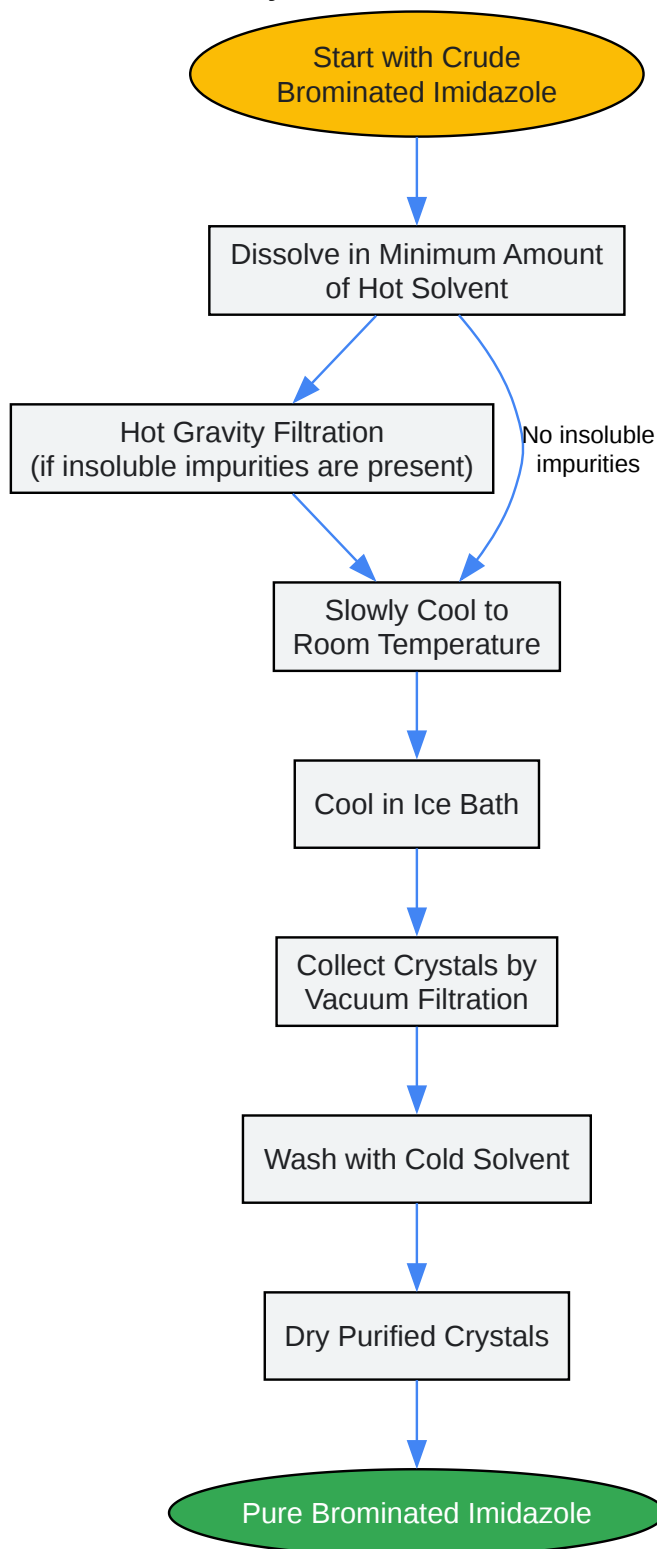 Start with Crude
Brominated Imidazole
Dissolve in Minimum Amount
of Hot Solvent
Hot Gravity Filtration
(if insoluble impurities are present)
No insoluble
impurities
Slowly Cool to
Room Temperature
Cool in Ice Bath
Collect Crystals by
Vacuum Filtration
Wash with Cold Solvent
Dry Purified Crystals
Pure Brominated Imidazole